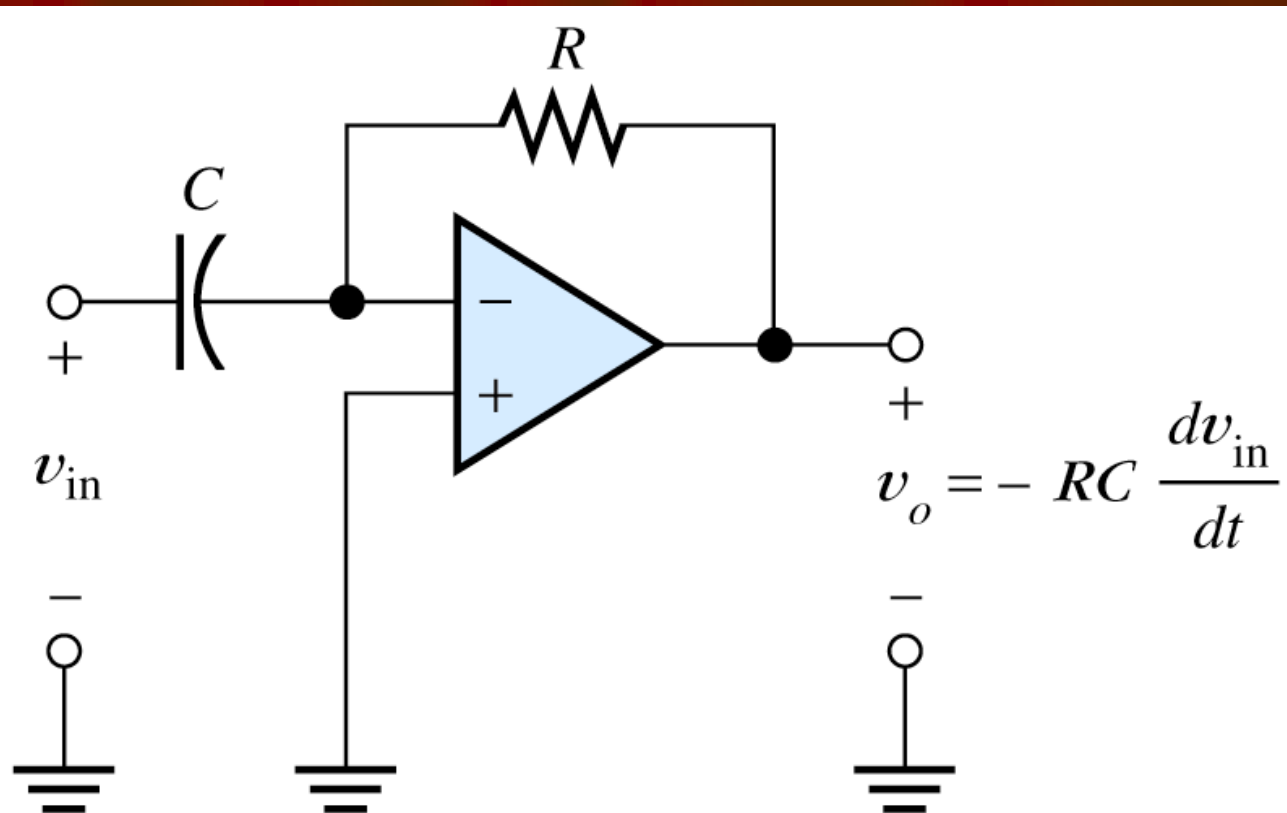 R
C
−
+
+
+
v_in
v_o = − RC dv_in/dt
−
−